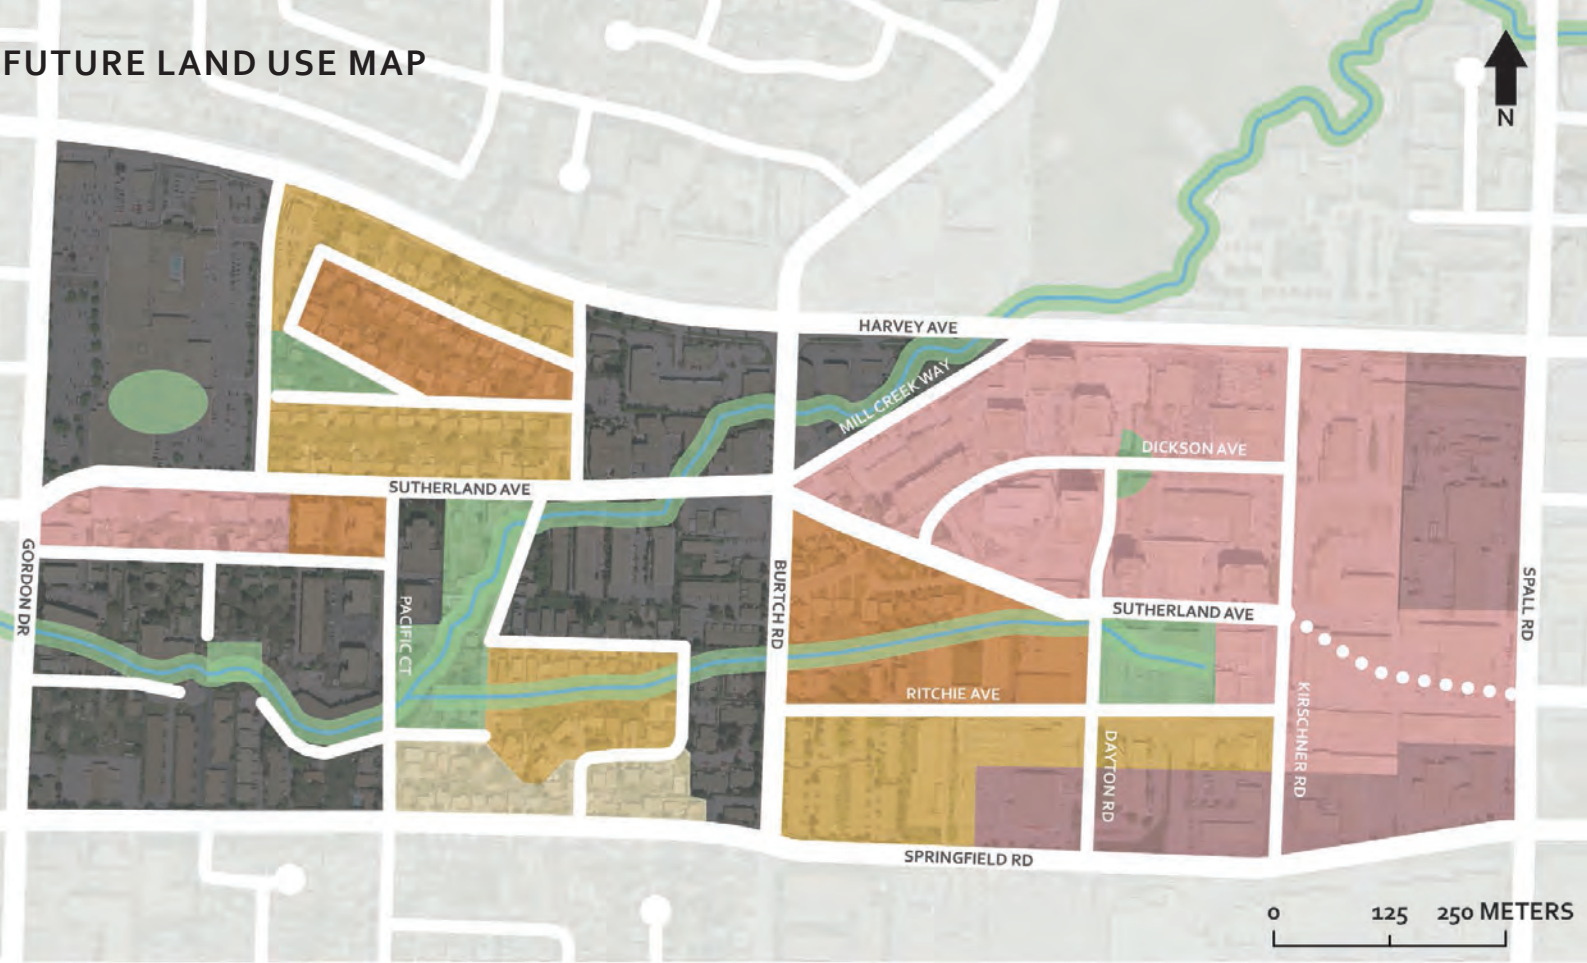 FUTURE LAND USE MAP
N
HARVEY AVE
MILL CREEK WAY
DICKSON AVE
SUTHERLAND AVE
GORDON DR
PACIFIC CT
BURTCH RD
SUTHERLAND AVE
SPALL RD
RITCHIE AVE
KIRSCHNER RD
DAYTON RD
SPRINGFIELD RD
0 125 250 METERS